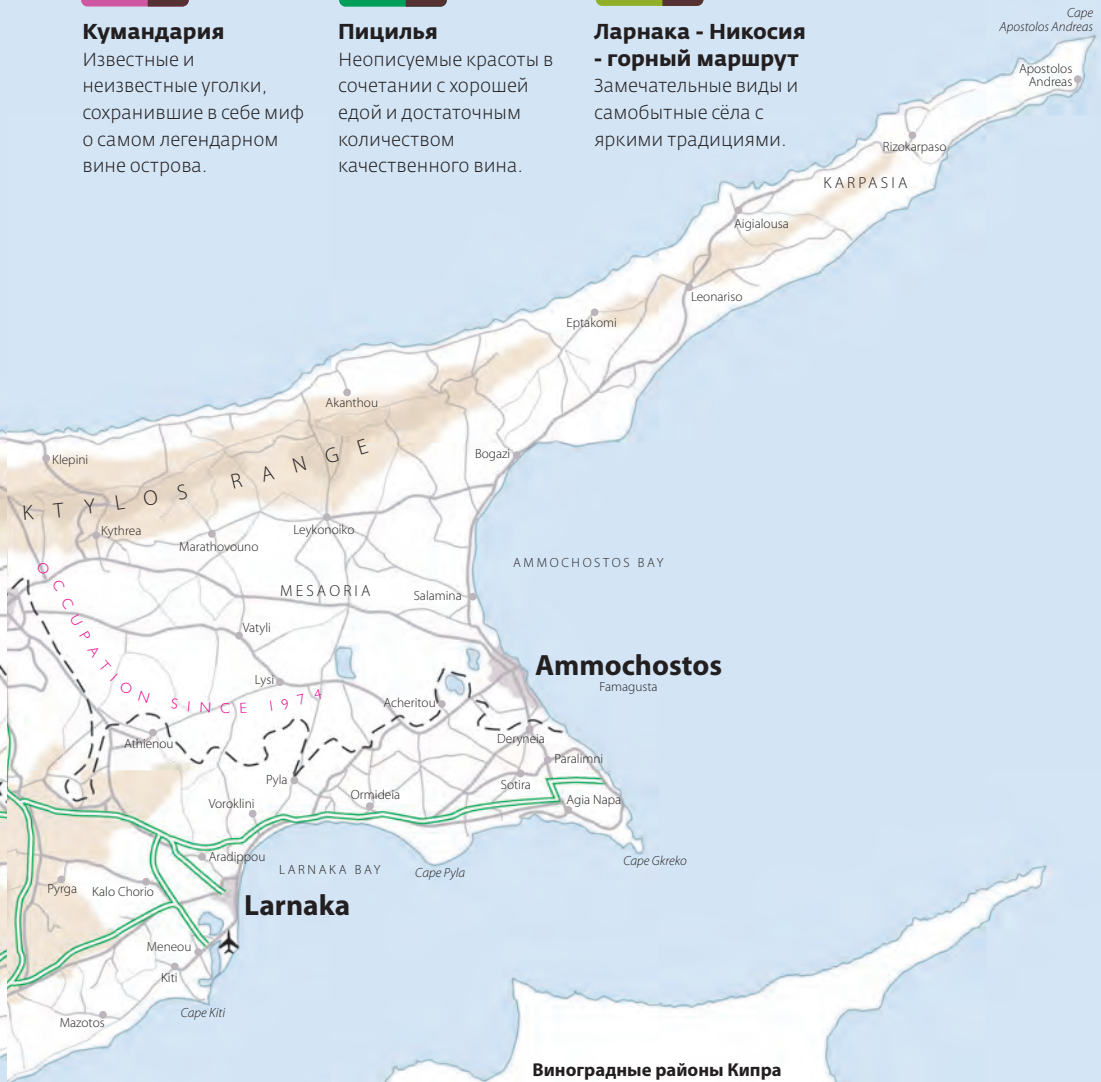 Кумандария
Известные и
неизвестные уголки,
сохранившие в себе миф
о самом легендарном
вине острова.
Пицилья
Неописуемые красоты в
сочетании с хорошей
едой и достаточным
количеством
качественного вина.
Ларнака - Никосия
- горный маршрут
Замечательные виды и
самобытные сёла с
яркими традициями.
Cape
Apostolos Andreas
Apostolos
Andreas
Rizokarpaso
KARPASIA
Aigialousa
Leonariso
Eptakomi
Akanthou
Bogazi
Klepini
KTYLOS RANGE
Kythrea
Marathovouno
Leykonoiko
AMMOCHOSTOS BAY
MESAORIA
Salamina
OCCUPATION SINCE 1974
Vatyli
Ammochostos
Famagusta
Lysi
Acheritou
Athienou
Deryneia
Paralimni
Pyla
Sotira
Ormideia
Agia Napa
Voroklini
Aradippou
LARNAKA BAY
Cape Pyla
Cape Gkreko
Pyrga
Kalo Chorio
Larnaka
Meneou
Kiti
Cape Kiti
Mazotos
Виноградные районы Кипра